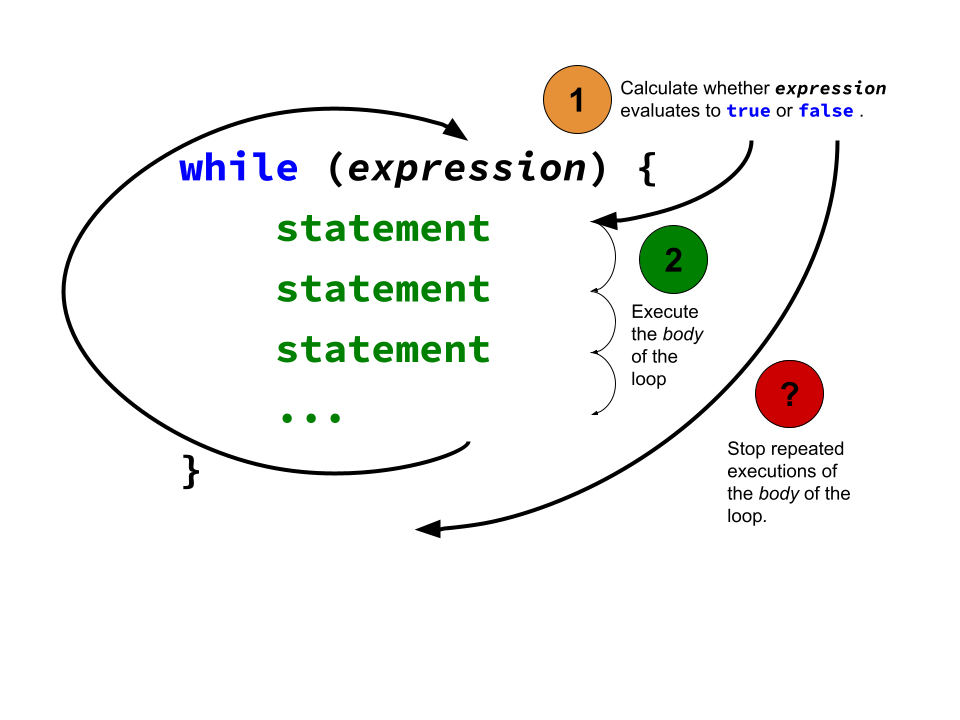 1
Calculate whether expression
evaluates to true or false .
while (expression) {
statement
2
statement
Execute
the body
of the
loop
statement
?
...
Stop repeated
executions of
the body of the
loop.
}